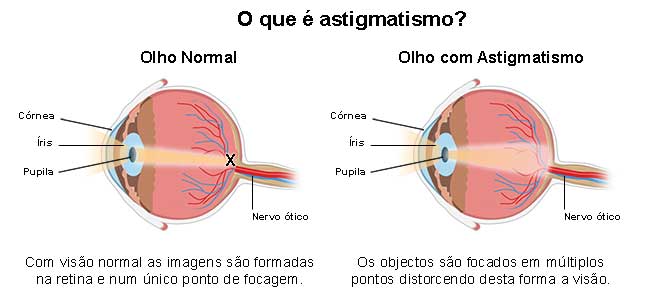 O que é astigmatismo?
Olho Normal
Córnea
Íris
Pupila
X
Nervo ótico
Com visão normal as imagens são formadas
na retina e num único ponto de focagem.
Olho com Astigmatismo
Córnea
Íris
Pupila
Nervo ótico
Os objectos são focados em múltiplos
pontos distorcendo desta forma a visão.